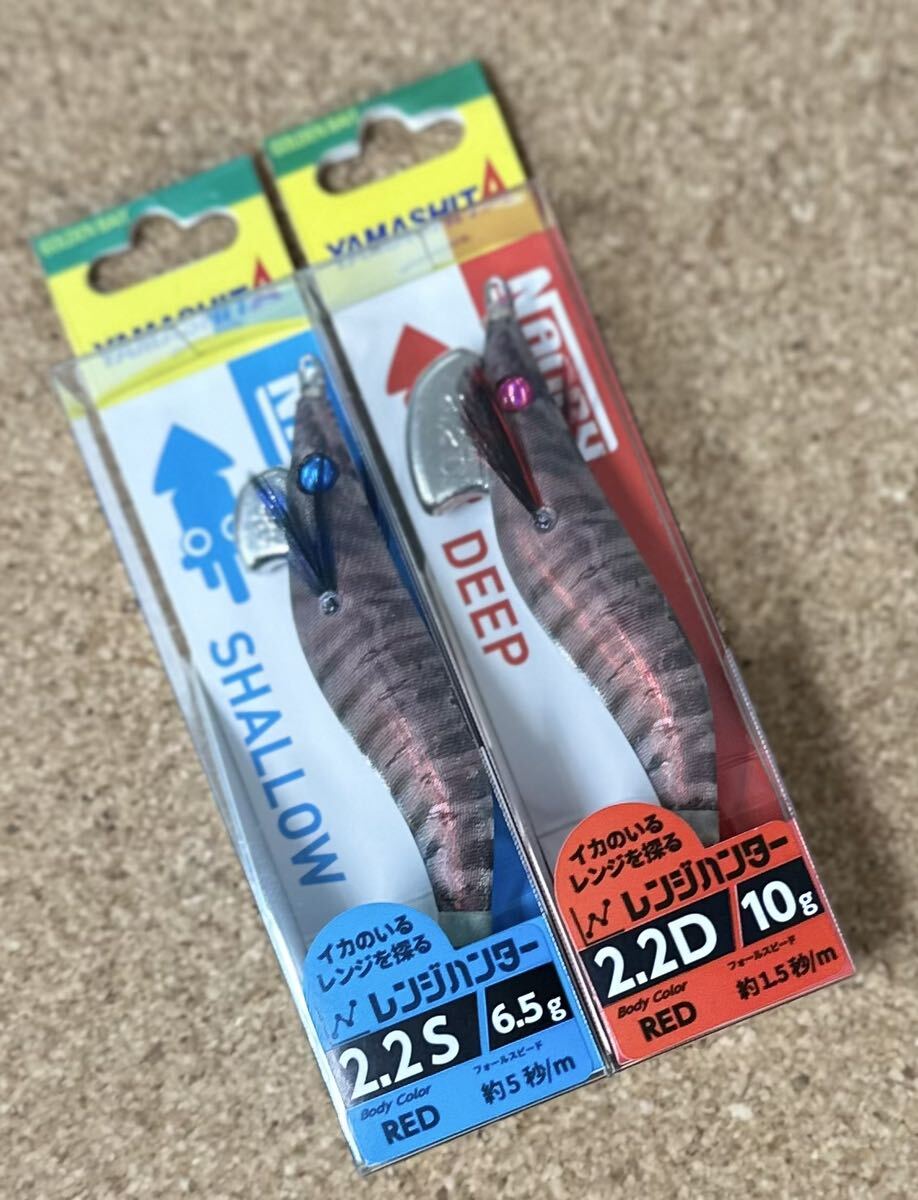 GOLDEN BAIT
YAMASHITA
SHALLOW
イカのいる
レンジを探る
レンジハンター
2.2S / 6.5g
Body Color
RED
フォールスピード
約5秒/m
GOLDEN BAIT
YAMASHITA
DEEP
イカのいる
レンジを探る
レンジハンター
2.2D / 10g
Body Color
RED
フォールスピード
約1.5秒/m